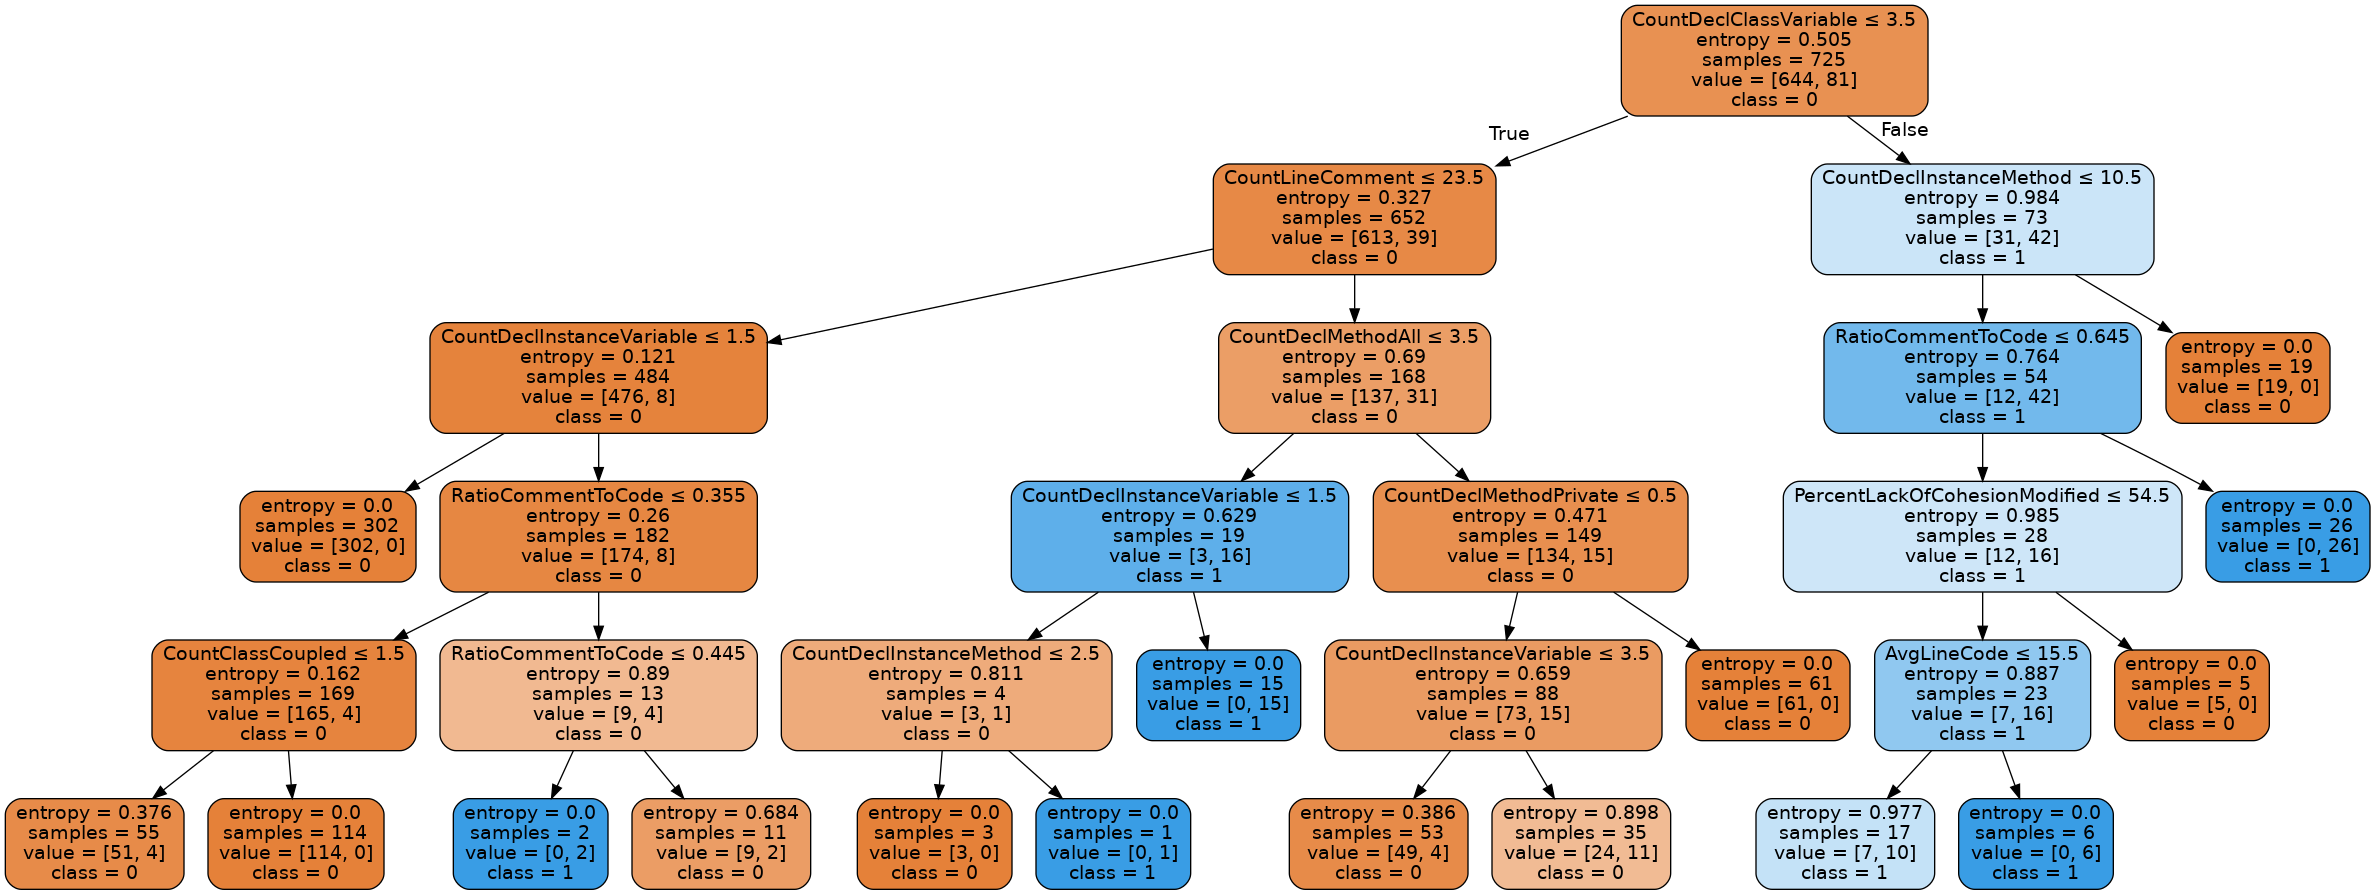 CountDeclClassVariable ≤ 3.5
entropy = 0.505
samples = 725
value = [644, 81]
class = 0
True
False
CountLineComment ≤ 23.5
entropy = 0.327
samples = 652
value = [613, 39]
class = 0
CountDeclInstanceMethod ≤ 10.5
entropy = 0.984
samples = 73
value = [31, 42]
class = 1
CountDeclInstanceVariable ≤ 1.5
entropy = 0.121
samples = 484
value = [476, 8]
class = 0
CountDeclMethodAll ≤ 3.5
entropy = 0.69
samples = 168
value = [137, 31]
class = 0
RatioCommentToCode ≤ 0.645
entropy = 0.764
samples = 54
value = [12, 42]
class = 1
entropy = 0.0
samples = 19
value = [19, 0]
class = 0
entropy = 0.0
samples = 302
value = [302, 0]
class = 0
RatioCommentToCode ≤ 0.355
entropy = 0.26
samples = 182
value = [174, 8]
class = 0
CountDeclInstanceVariable ≤ 1.5
entropy = 0.629
samples = 19
value = [3, 16]
class = 1
CountDeclMethodPrivate ≤ 0.5
entropy = 0.471
samples = 149
value = [134, 15]
class = 0
PercentLackOfCohesionModified ≤ 54.5
entropy = 0.985
samples = 28
value = [12, 16]
class = 1
entropy = 0.0
samples = 26
value = [0, 26]
class = 1
CountClassCoupled ≤ 1.5
entropy = 0.162
samples = 169
value = [165, 4]
class = 0
RatioCommentToCode ≤ 0.445
entropy = 0.89
samples = 13
value = [9, 4]
class = 0
CountDeclInstanceMethod ≤ 2.5
entropy = 0.811
samples = 4
value = [3, 1]
class = 0
entropy = 0.0
samples = 15
value = [0, 15]
class = 1
CountDeclInstanceVariable ≤ 3.5
entropy = 0.659
samples = 88
value = [73, 15]
class = 0
entropy = 0.0
samples = 61
value = [61, 0]
class = 0
AvgLineCode ≤ 15.5
entropy = 0.887
samples = 23
value = [7, 16]
class = 1
entropy = 0.0
samples = 5
value = [5, 0]
class = 0
entropy = 0.376
samples = 55
value = [51, 4]
class = 0
entropy = 0.0
samples = 114
value = [114, 0]
class = 0
entropy = 0.0
samples = 2
value = [0, 2]
class = 1
entropy = 0.684
samples = 11
value = [9, 2]
class = 0
entropy = 0.0
samples = 3
value = [3, 0]
class = 0
entropy = 0.0
samples = 1
value = [0, 1]
class = 1
entropy = 0.386
samples = 53
value = [49, 4]
class = 0
entropy = 0.898
samples = 35
value = [24, 11]
class = 0
entropy = 0.977
samples = 17
value = [7, 10]
class = 1
entropy = 0.0
samples = 6
value = [0, 6]
class = 1